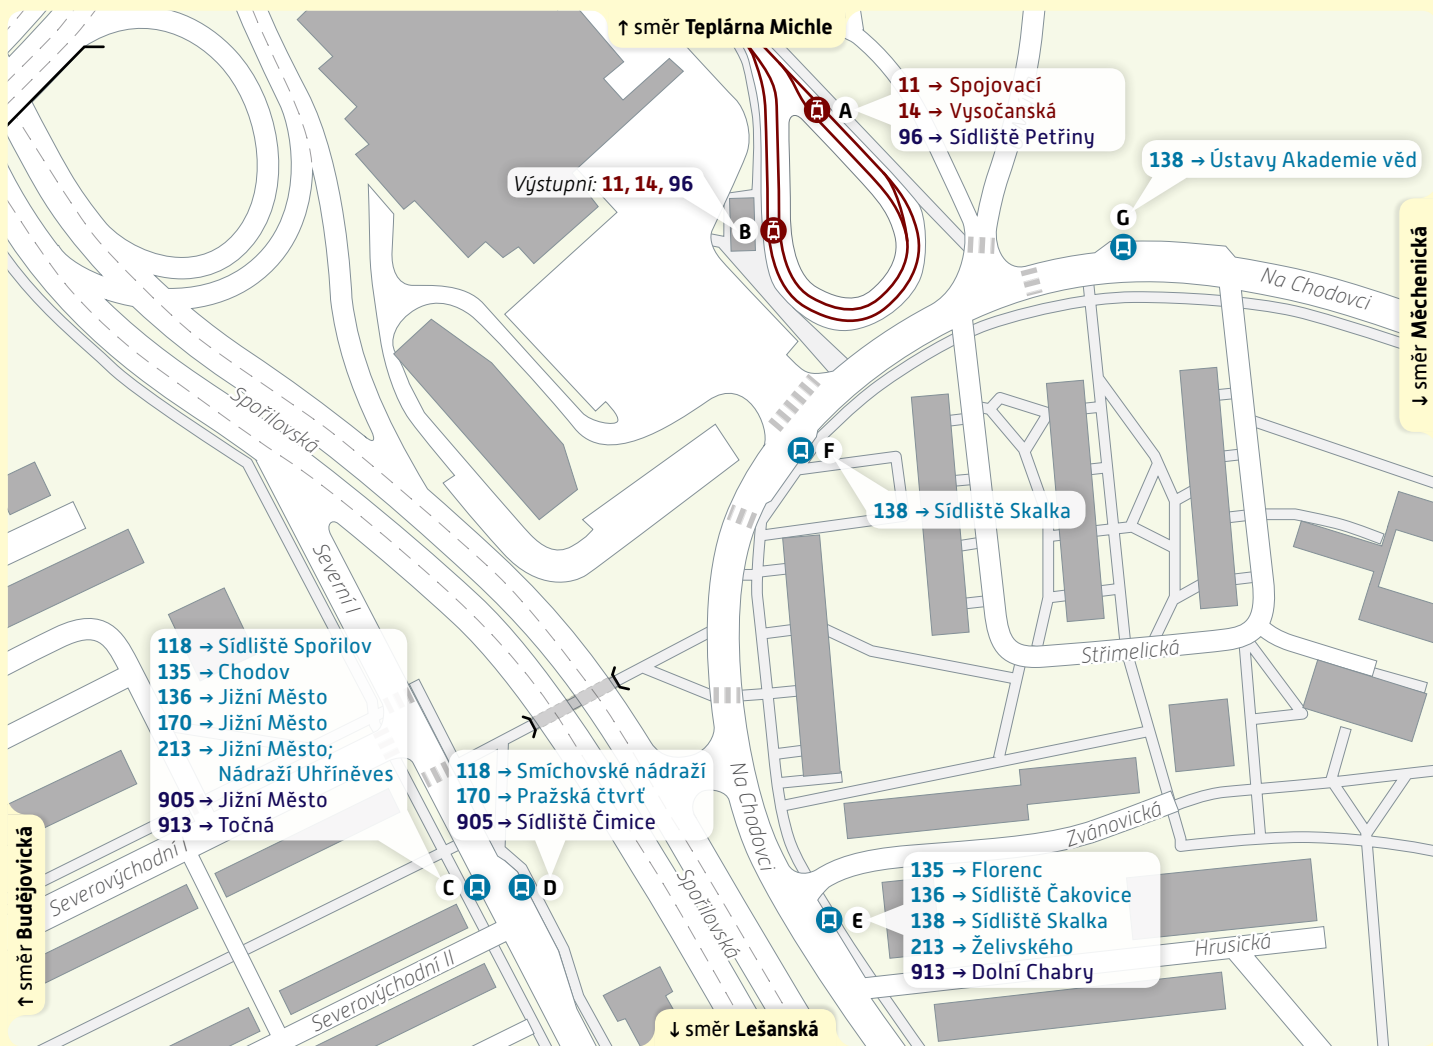 ↑ směr Teplárna Michle
11 → Spojovací
14 → Vysočanská
96 → Sídliště Petřiny
A
138 → Ústavy Akademie věd
Výstupní: 11, 14, 96
B
G
Na Chodovci
↓ směr Měchenická
Spořilovská
F
138 → Sídliště Skalka
Severní I
Střimelická
118 → Sídliště Spořilov
135 → Chodov
136 → Jižní Město
170 → Jižní Město
213 → Jižní Město;
Nádraží Uhříněves
905 → Jižní Město
913 → Točná
118 → Smíchovské nádraží
170 → Pražská čtvrť
905 → Sídliště Čimice
Na Chodovci
Zvánovická
↑ směr Budějovická
Severovýchodní I
C
D
Spořilovská
E
135 → Florenc
136 → Sídliště Čakovice
138 → Sídliště Skalka
213 → Želivského
913 → Dolní Chabry
Hrusická
Severovýchodní II
↓ směr Lešanská